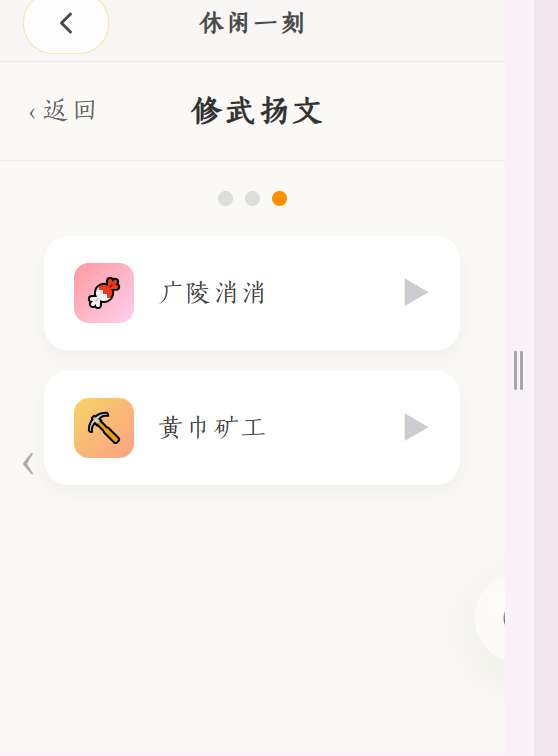 休闲一刻
‹ 返回
修武扬文
广陵消消
黄巾矿工